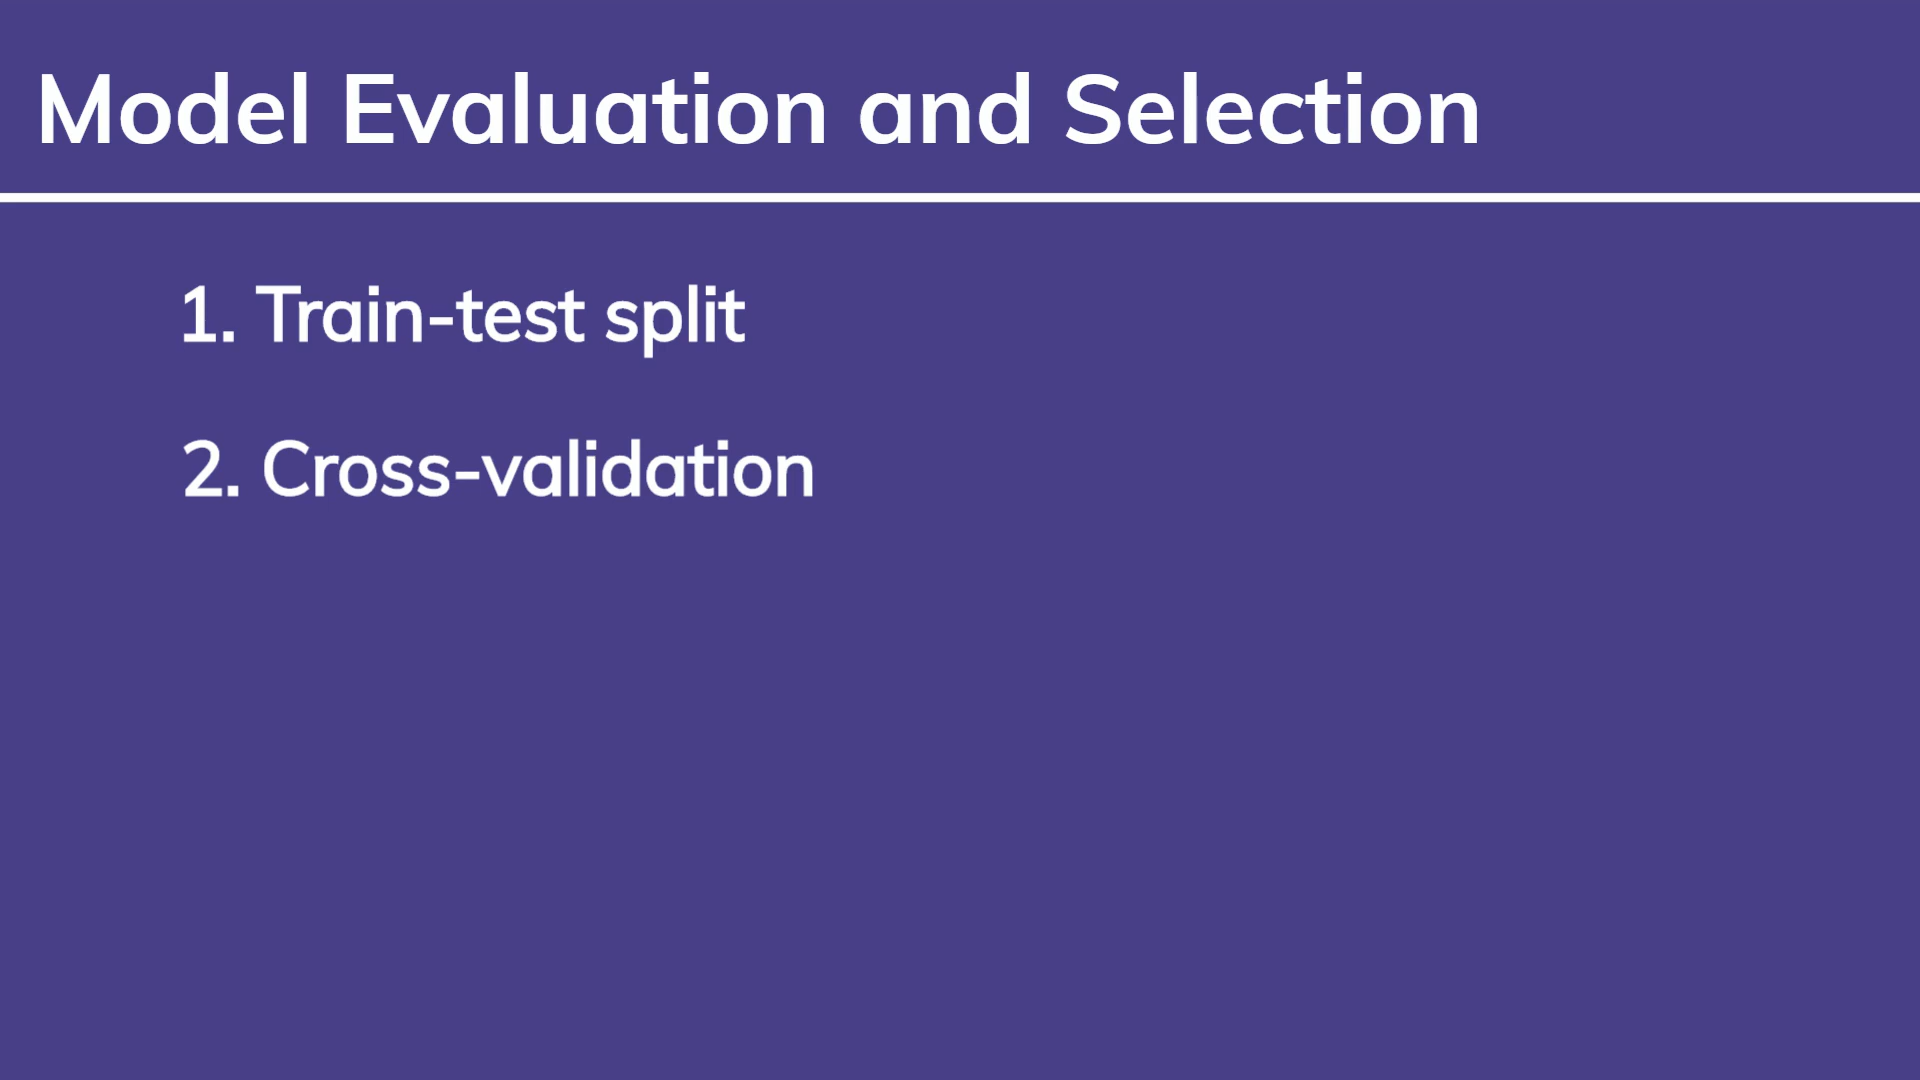 Model Evaluation and Selection
1. Train-test split
2. Cross-validation